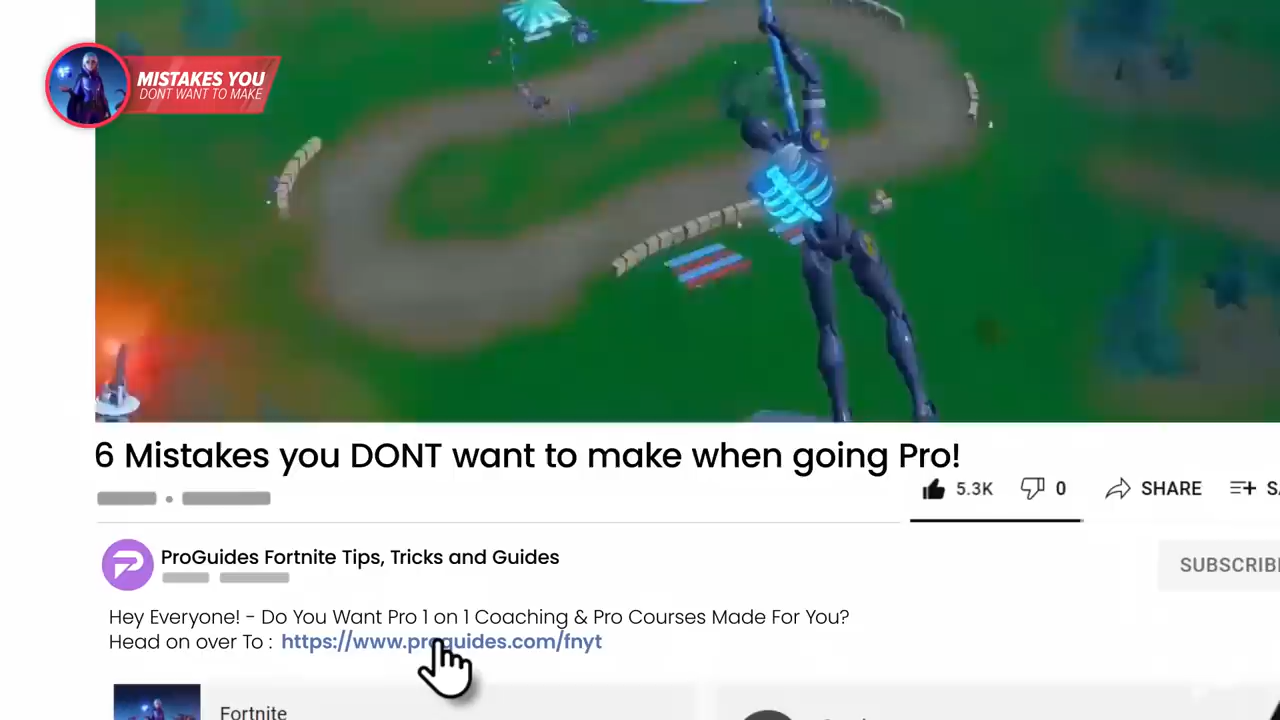 MISTAKES YOU
DONT WANT TO MAKE
6 Mistakes you DONT want to make when going Pro!
5.3K 0 SHARE
ProGuides Fortnite Tips, Tricks and Guides
SUBSCRIBE
Hey Everyone! - Do You Want Pro 1 on 1 Coaching & Pro Courses Made For You?
Head on over To : https://www.proguides.com/fnyt
Fortnite